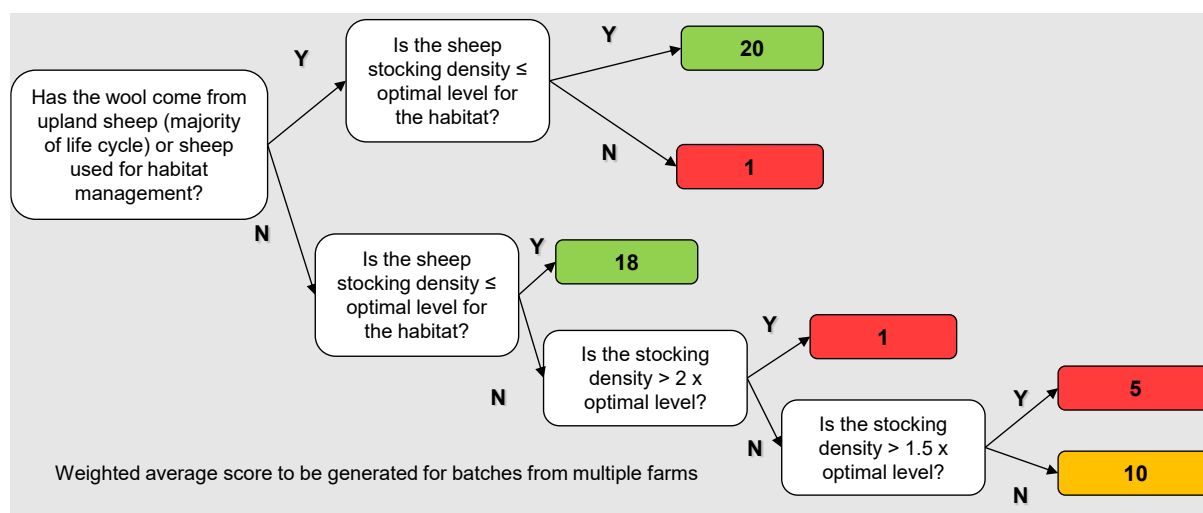 Has the wool come from
upland sheep (majority
of life cycle) or sheep
used for habitat
management?
Y
Is the sheep
stocking density ≤
optimal level for
the habitat?
Y
20
N
1
N
Is the sheep
stocking density ≤
optimal level for
the habitat?
Y
18
N
Is the stocking
density > 2 x
optimal level?
Y
1
N
Is the stocking
density > 1.5 x
optimal level?
Y
5
N
10
Weighted average score to be generated for batches from multiple farms